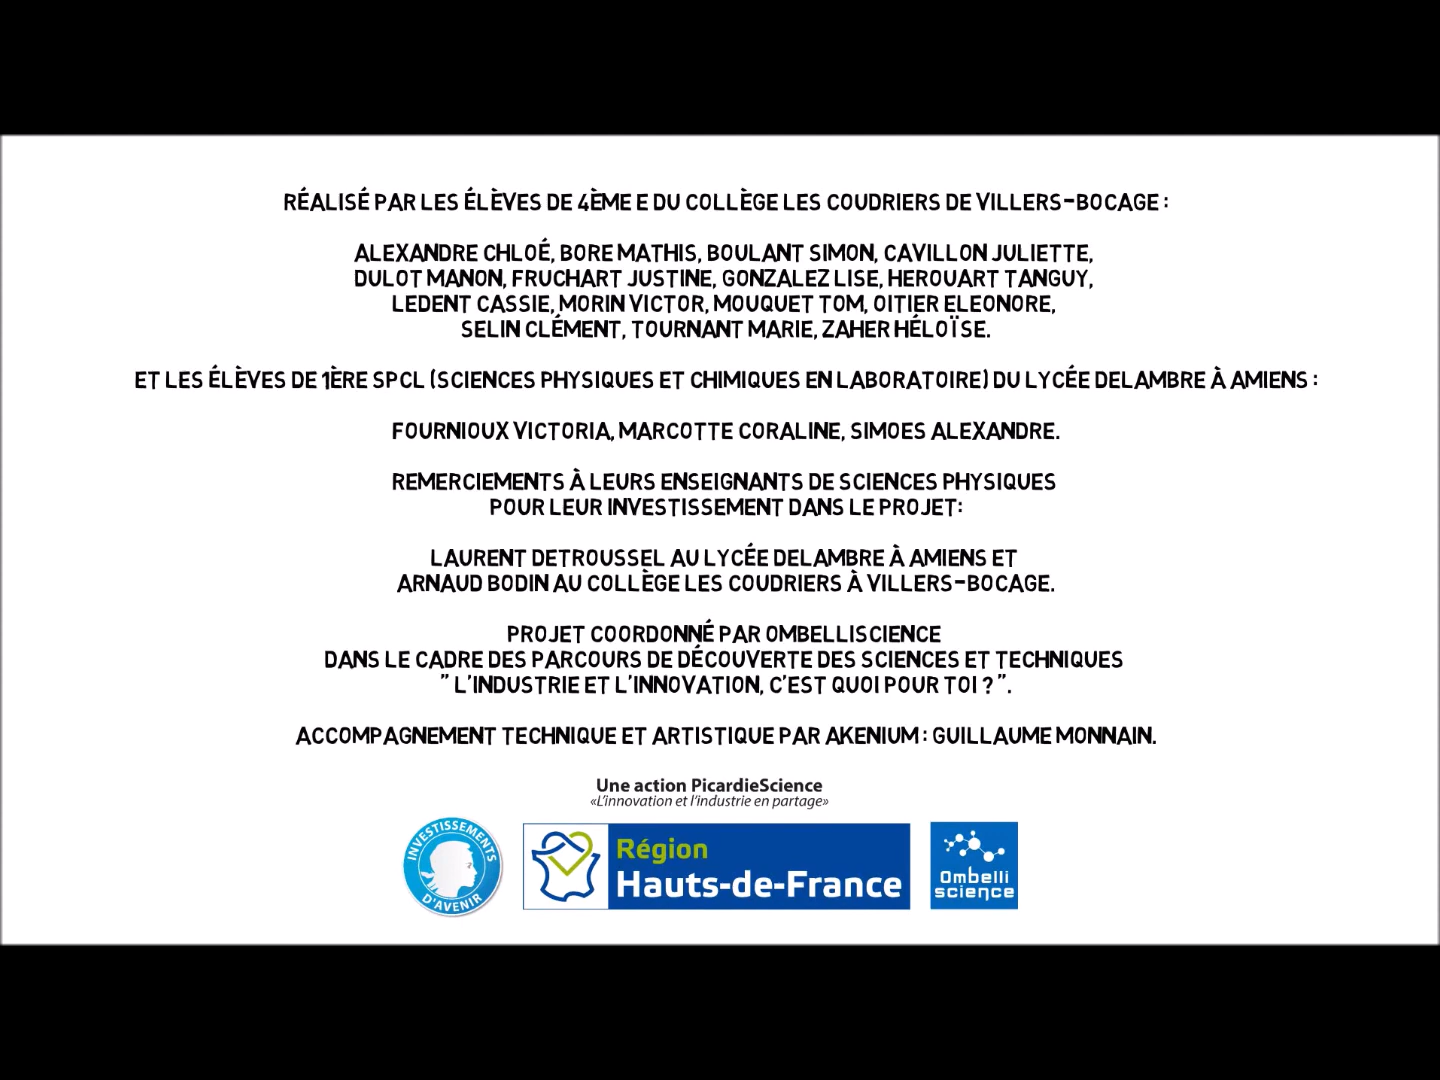 RÉALISÉ PAR LES ÉLÈVES DE 4ÈME E DU COLLÈGE LES COUDRIERS DE VILLERS-BOCAGE :
ALEXANDRE CHLOÉ, BORE MATHIS, BOULANT SIMON, CAVILLON JULIETTE,
DULOT MANON, FRUCHART JUSTINE, GONZALEZ LISE, HEROUART TANGUY,
LEDENT CASSIE, MORIN VICTOR, MOUQUET TOM, OITIER ELEONORE,
SELIN CLÉMENT, TOURNANT MARIE, ZAHER HÉLOÏSE.
ET LES ÉLÈVES DE 1ÈRE SPCL (SCIENCES PHYSIQUES ET CHIMIQUES EN LABORATOIRE) DU LYCÉE DELAMBRE À AMIENS :
FOURNIOUX VICTORIA, MARCOTTE CORALINE, SIMOES ALEXANDRE.
REMERCIEMENTS À LEURS ENSEIGNANTS DE SCIENCES PHYSIQUES
POUR LEUR INVESTISSEMENT DANS LE PROJET:
LAURENT DETROUSSEL AU LYCÉE DELAMBRE À AMIENS ET
ARNAUD BODIN AU COLLÈGE LES COUDRIERS À VILLERS-BOCAGE.
PROJET COORDONNÉ PAR OMBELLISCIENCE
DANS LE CADRE DES PARCOURS DE DÉCOUVERTE DES SCIENCES ET TECHNIQUES
" L'INDUSTRIE ET L'INNOVATION, C'EST QUOI POUR TOI ? ".
ACCOMPAGNEMENT TECHNIQUE ET ARTISTIQUE PAR AKENIUM : GUILLAUME MONNAIN.
Une action PicardieScience
«L'innovation et l'industrie en partage»
INVESTISSEMENTS
D'AVENIR
Région
Hauts-de-France
Ombelli
science